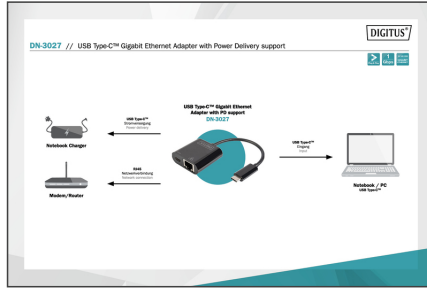 DIGITUS®
DN-3027 // USB Type-C™ Gigabit Ethernet Adapter with Power Delivery support
1
Gbps
USB Type-C™ Gigabit Ethernet
Adapter with PD support
DN-3027
USB Type-C™
Stromversorgung
Power delivery
Notebook Charger
USB Type-C™
Eingang
Input
RJ45
Netzwerkverbindung
Network connection
Modem/Router
Notebook / PC
USB Type-C™